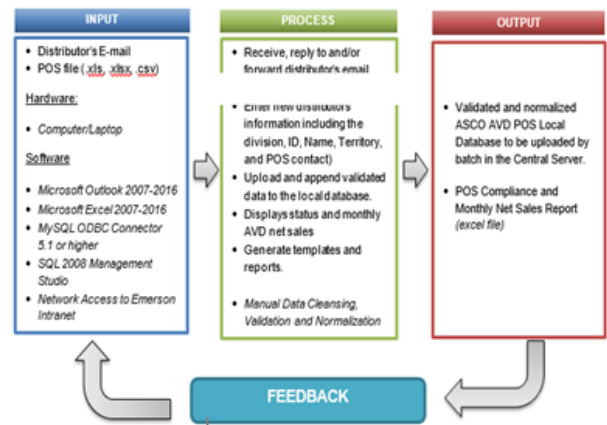 INPUT
• Distributor's E-mail
• POS file (.xls, .xlsx, .csv)
Hardware:
• Computer/Laptop
Software
• Microsoft Outlook 2007-2016
• Microsoft Excel 2007-2016
• MySQL ODBC Connector
5.1 or higher
• SQL 2008 Management
Studio
• Network Access to Emerson
Intranet
PROCESS
• Receive, reply to and/or
forward distributor's email
• Enter new distributors
information including the
division, ID, Name, Territory,
and POS contact)
• Upload and append validated
data to the local database.
• Displays status and monthly
AVD net sales
• Generate templates and
reports.
• Manual Data Cleansing,
Validation and Normalization
OUTPUT
• Validated and normalized
ASCO AVD POS Local
Database to be uploaded by
batch in the Central Server.
• POS Compliance and
Monthly Net Sales Report
(excel file)
FEEDBACK